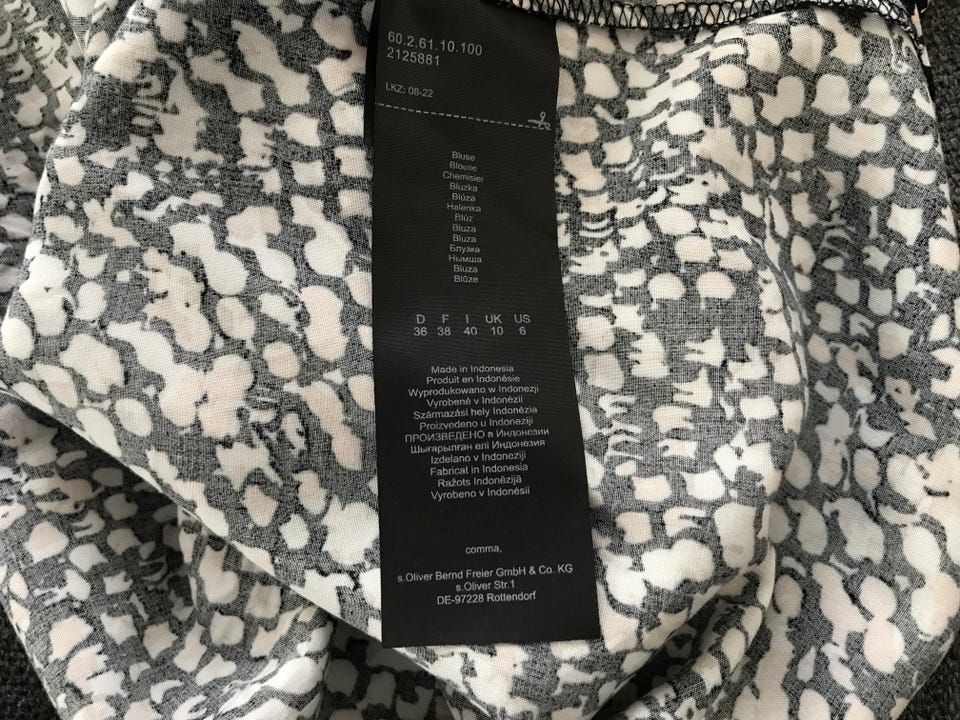 60.2.61.10.100
2125881
LKZ: 08-22
Bluse
Blouse
Chemisier
Bluzka
Blúza
Halenka
Blúz
Bluza
Bluza
Блузка
Нымша
Bluza
Blūze
D F I UK US
36 38 40 10 6
Made in Indonesia
Produit en Indonésie
Wyprodukowano w Indonezji
Vyrobené v Indonézii
Származási hely Indonézia
Proizvedeno u Indoneziji
ПРОИЗВЕДЕНО в Индонезии
Шығарылған елі Индонезия
Izdelano v Indoneziji
Fabricat in Indonesia
Ražots Indonēzijā
Vyrobeno v Indonésii
comma,
s.Oliver Bernd Freier GmbH & Co. KG
s.Oliver Str.1
DE-97228 Rottendorf